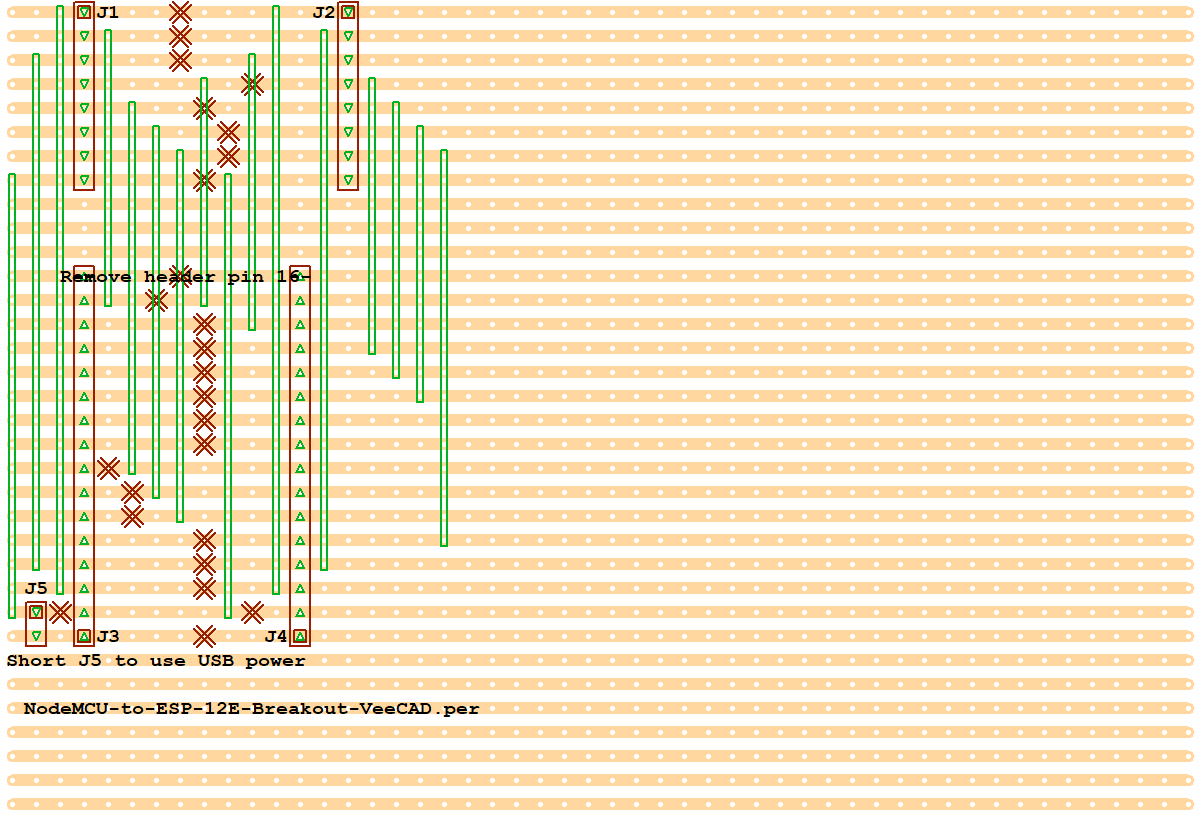 J1
J2
Remove header pin 16-
J5
J3
J4
Short J5 to use USB power
NodeMCU-to-ESP-12E-Breakout-VeeCAD.per